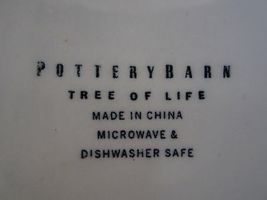 POTTERYBARN
TREE OF LIFE
MADE IN CHINA
MICROWAVE &
DISHWASHER SAFE